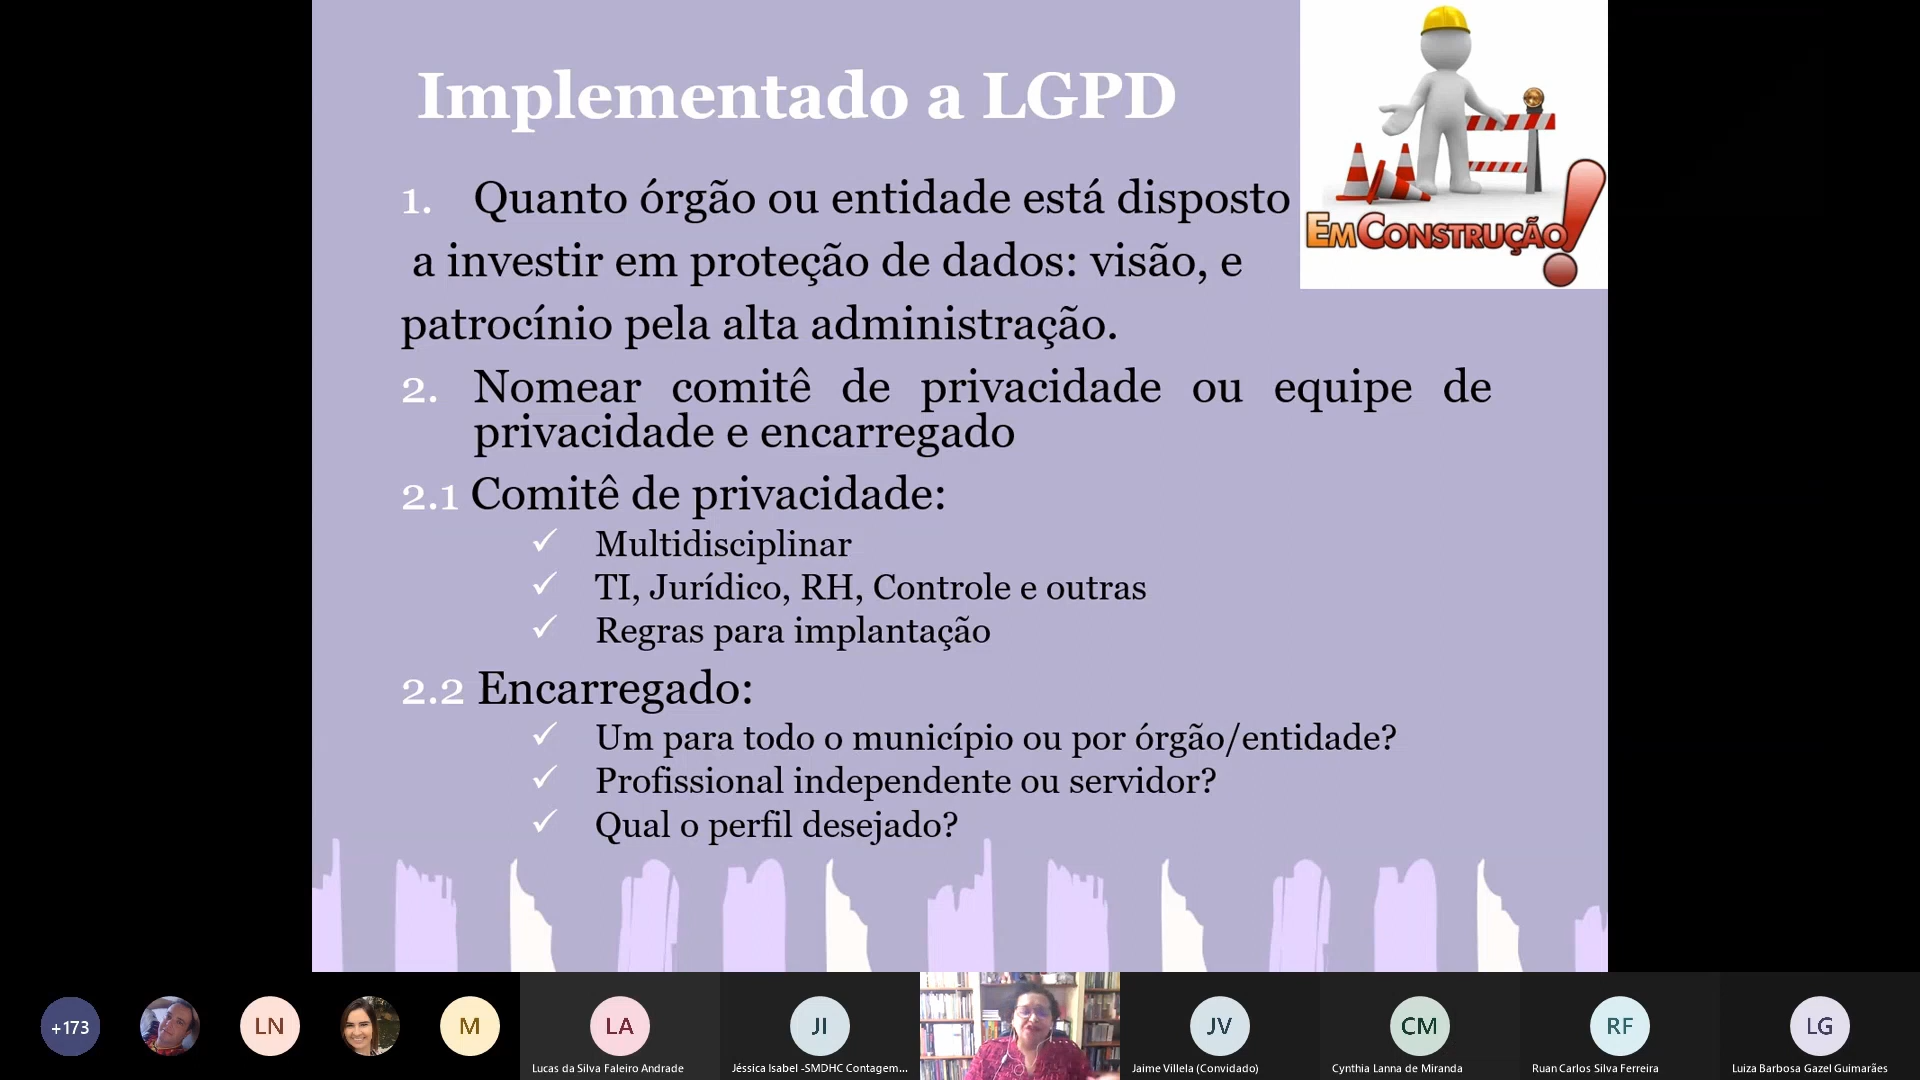 Implementado a LGPD
1. Quanto órgão ou entidade está disposto
a investir em proteção de dados: visão, e
patrocínio pela alta administração.
EmConstrução!
2. Nomear comitê de privacidade ou equipe de
privacidade e encarregado
2.1 Comitê de privacidade:
✓ Multidisciplinar
✓ TI, Jurídico, RH, Controle e outras
✓ Regras para implantação
2.2 Encarregado:
✓ Um para todo o município ou por órgão/entidade?
✓ Profissional independente ou servidor?
✓ Qual o perfil desejado?
+173
LN
M
LA
JI
JV
CM
RF
LG
Lucas da Silva Faleiro Andrade
Jéssica Isabel -SMDHC Contagem...
Jaime Villela (Convidado)
Cynthia Lanna de Miranda
Ruan Carlos Silva Ferreira
Luiza Barbosa Gazel Guimarães